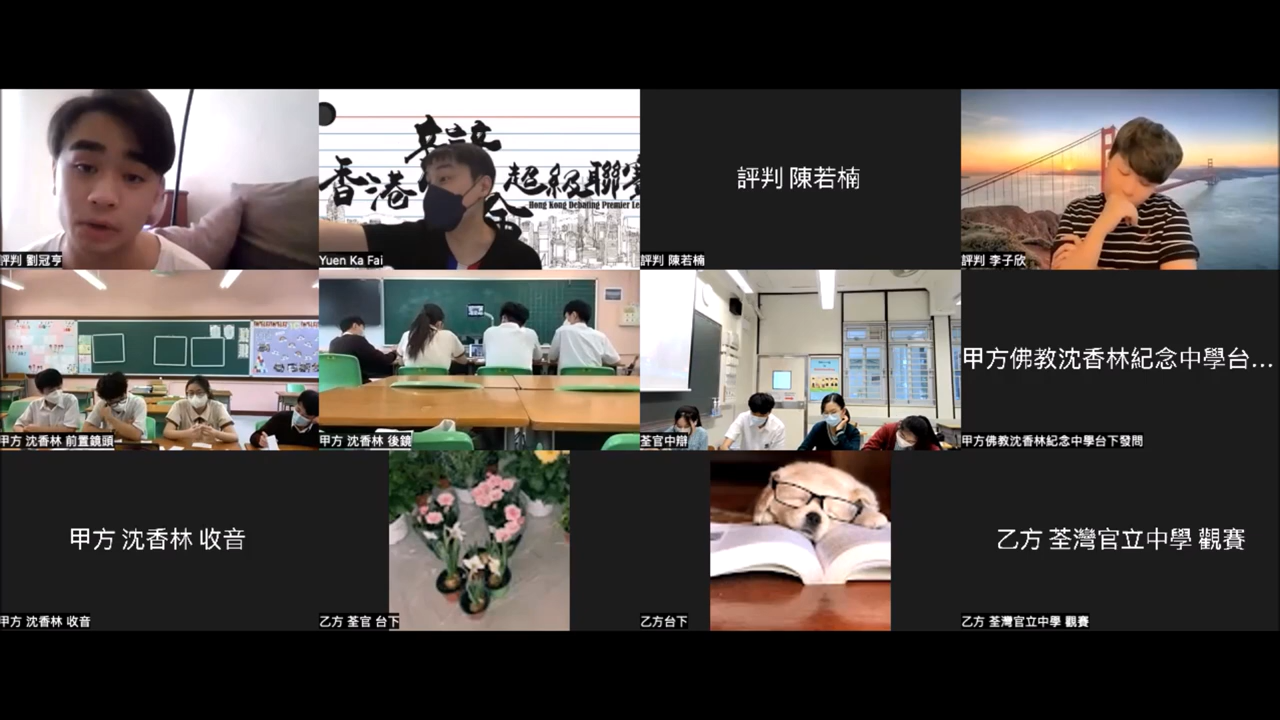 香港
超級聯賽
Hong Kong Debating Premier Le
評判 劉冠亨
Yuen Ka Fai
評判 陳若楠
評判 陳若楠
評判 李子欣
甲方 沈香林 前置鏡頭
甲方 沈香林 後鏡
荃官中辯
甲方佛教沈香林紀念中學台...
甲方佛教沈香林紀念中學台下發問
甲方 沈香林 收音
甲方 沈香林 收音
乙方 荃官 台下
乙方台下
乙方 荃灣官立中學 觀賽
乙方 荃灣官立中學 觀賽